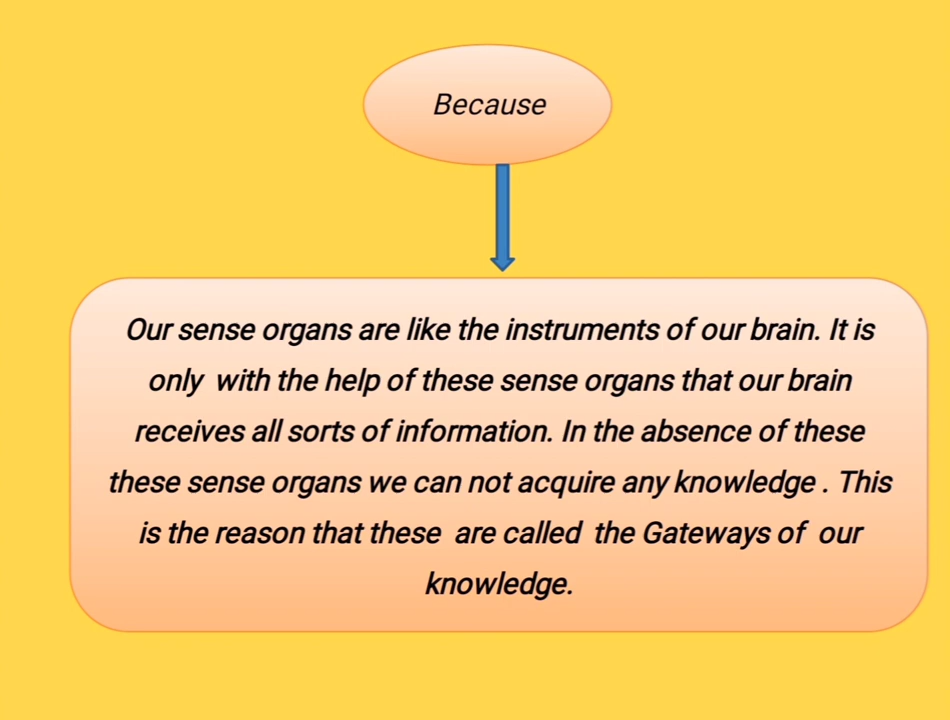 Because
Our sense organs are like the instruments of our brain. It is
only with the help of these sense organs that our brain
receives all sorts of information. In the absence of these
these sense organs we can not acquire any knowledge . This
is the reason that these are called the Gateways of our
knowledge.